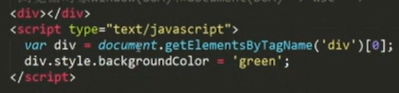 <div></div>
<script type="text/javascript">
var div = document.getElementsByTagName('div')[0];
div.style.backgroundColor = 'green';
</script>